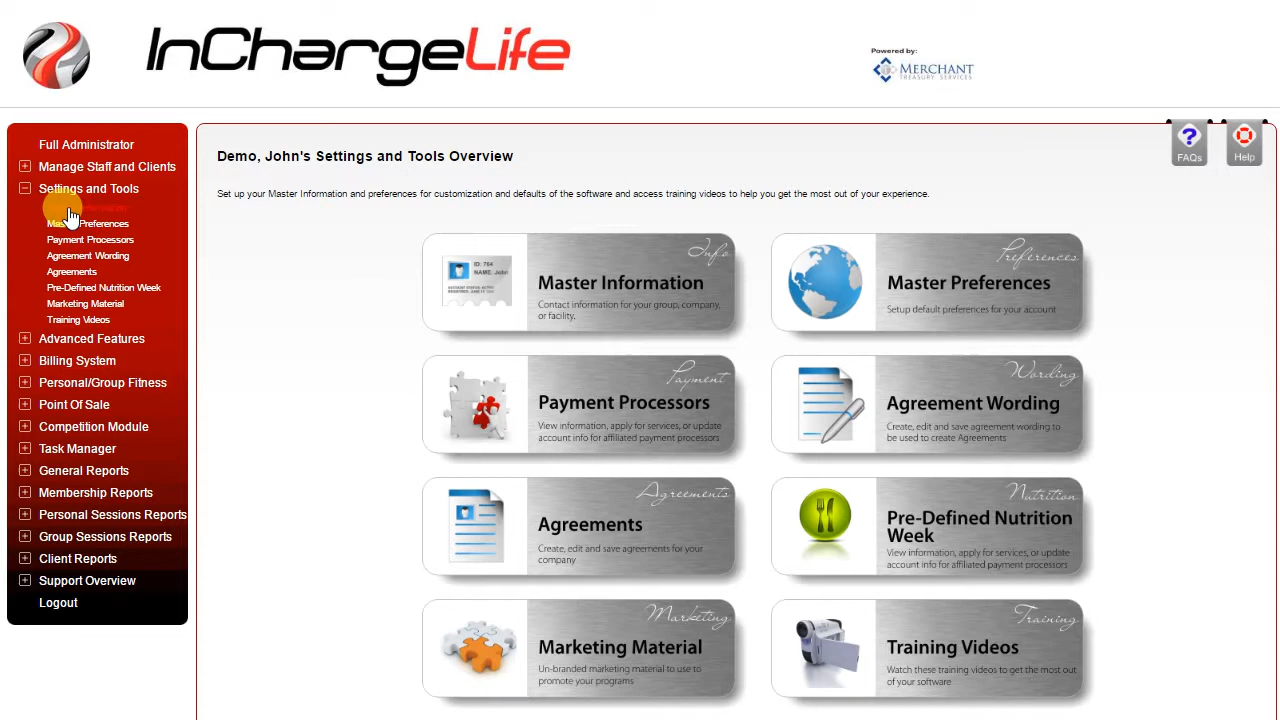 InChargeLife
Powered by:
MERCHANT
TREASURY SERVICES
Full Administrator
Manage Staff and Clients
Settings and Tools
Master Preferences
Payment Processors
Agreement Wording
Agreements
Pre-Defined Nutrition Week
Marketing Material
Training Videos
Advanced Features
Billing System
Personal/Group Fitness
Point Of Sale
Competition Module
Task Manager
General Reports
Membership Reports
Personal Sessions Reports
Group Sessions Reports
Client Reports
Support Overview
Logout
FAQs
Help
Demo, John's Settings and Tools Overview
Set up your Master Information and preferences for customization and defaults of the software and access training videos to help you get the most out of your experience.
Info
ID: 764
NAME: John
Master Information
Contact information for your group, company,
or facility.
Preferences
Master Preferences
Setup default preferences for your account
Payment
Payment Processors
View information, apply for services, or update
account info for affiliated payment processors
Wording
Agreement Wording
Create, edit and save agreement wording to
be used to create Agreements
Agreements
Agreements
Create, edit and save agreements for your
company
Nutrition
Pre-Defined Nutrition
Week
View information, apply for services, or update
account info for affiliated payment processors
Marketing
Marketing Material
Un-branded marketing material to use to
promote your programs
Training
Training Videos
Watch these training videos to get the most out
of your software